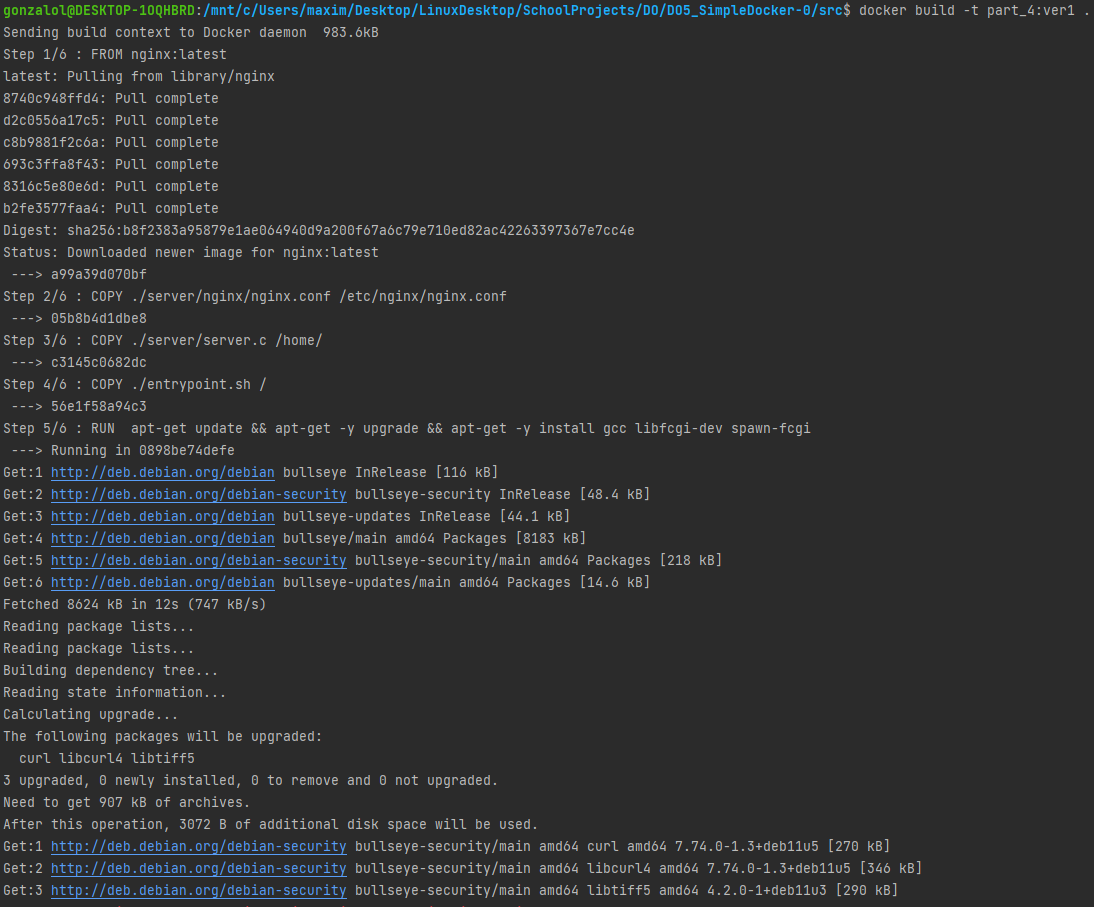 gonzalol@DESKTOP-1OQHBRD:/mnt/c/Users/maxim/Desktop/LinuxDesktop/SchoolProjects/DO/DO5_SimpleDocker-0/src$ docker build -t part_4:ver1 .
Sending build context to Docker daemon  983.6kB
Step 1/6 : FROM nginx:latest
latest: Pulling from library/nginx
8740c948ffd4: Pull complete
d2c0556a17c5: Pull complete
c8b9881f2c6a: Pull complete
693c3ffa8f43: Pull complete
8316c5e80e6d: Pull complete
b2fe3577faa4: Pull complete
Digest: sha256:b8f2383a95879e1ae064940d9a200f67a6c79e710ed82ac42263397367e7cc4e
Status: Downloaded newer image for nginx:latest
 ---> a99a39d070bf
Step 2/6 : COPY ./server/nginx/nginx.conf /etc/nginx/nginx.conf
 ---> 05b8b4d1dbe8
Step 3/6 : COPY ./server/server.c /home/
 ---> c3145c0682dc
Step 4/6 : COPY ./entrypoint.sh /
 ---> 56e1f58a94c3
Step 5/6 : RUN  apt-get update && apt-get -y upgrade && apt-get -y install gcc libfcgi-dev spawn-fcgi
 ---> Running in 0898be74defe
Get:1 http://deb.debian.org/debian bullseye InRelease [116 kB]
Get:2 http://deb.debian.org/debian-security bullseye-security InRelease [48.4 kB]
Get:3 http://deb.debian.org/debian bullseye-updates InRelease [44.1 kB]
Get:4 http://deb.debian.org/debian bullseye/main amd64 Packages [8183 kB]
Get:5 http://deb.debian.org/debian-security bullseye-security/main amd64 Packages [218 kB]
Get:6 http://deb.debian.org/debian bullseye-updates/main amd64 Packages [14.6 kB]
Fetched 8624 kB in 12s (747 kB/s)
Reading package lists...
Reading package lists...
Building dependency tree...
Reading state information...
Calculating upgrade...
The following packages will be upgraded:
  curl libcurl4 libtiff5
3 upgraded, 0 newly installed, 0 to remove and 0 not upgraded.
Need to get 907 kB of archives.
After this operation, 3072 B of additional disk space will be used.
Get:1 http://deb.debian.org/debian-security bullseye-security/main amd64 curl amd64 7.74.0-1.3+deb11u5 [270 kB]
Get:2 http://deb.debian.org/debian-security bullseye-security/main amd64 libcurl4 amd64 7.74.0-1.3+deb11u5 [346 kB]
Get:3 http://deb.debian.org/debian-security bullseye-security/main amd64 libtiff5 amd64 4.2.0-1+deb11u3 [290 kB]